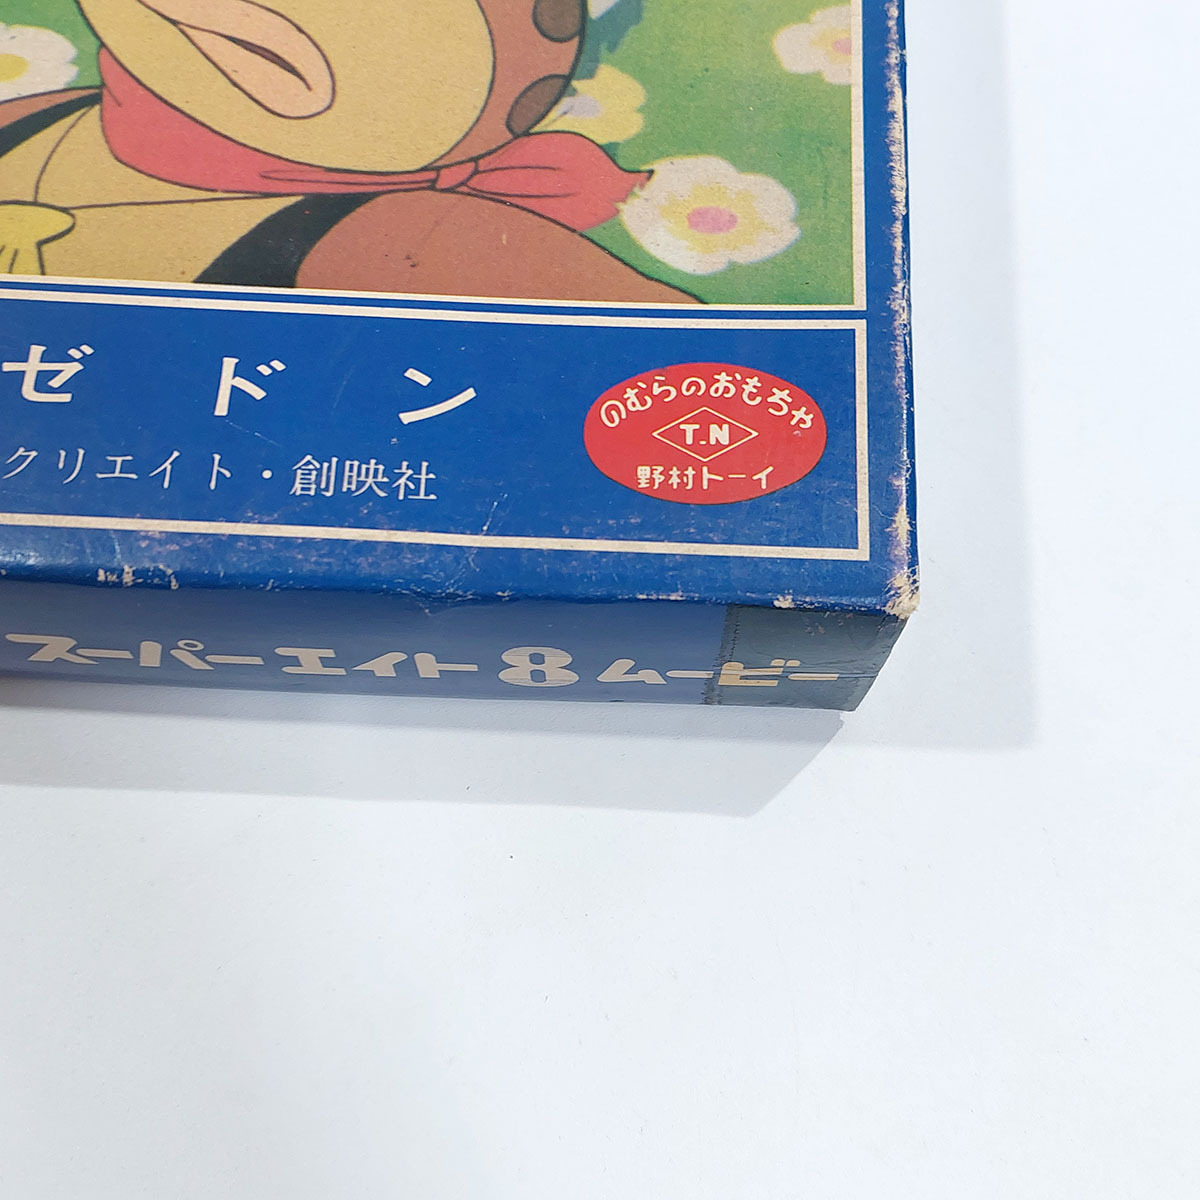 ゼドン
クリエイト・創映社
のむらのおもちゃ
T.N
野村トーイ
スーパーエイト8ムービー